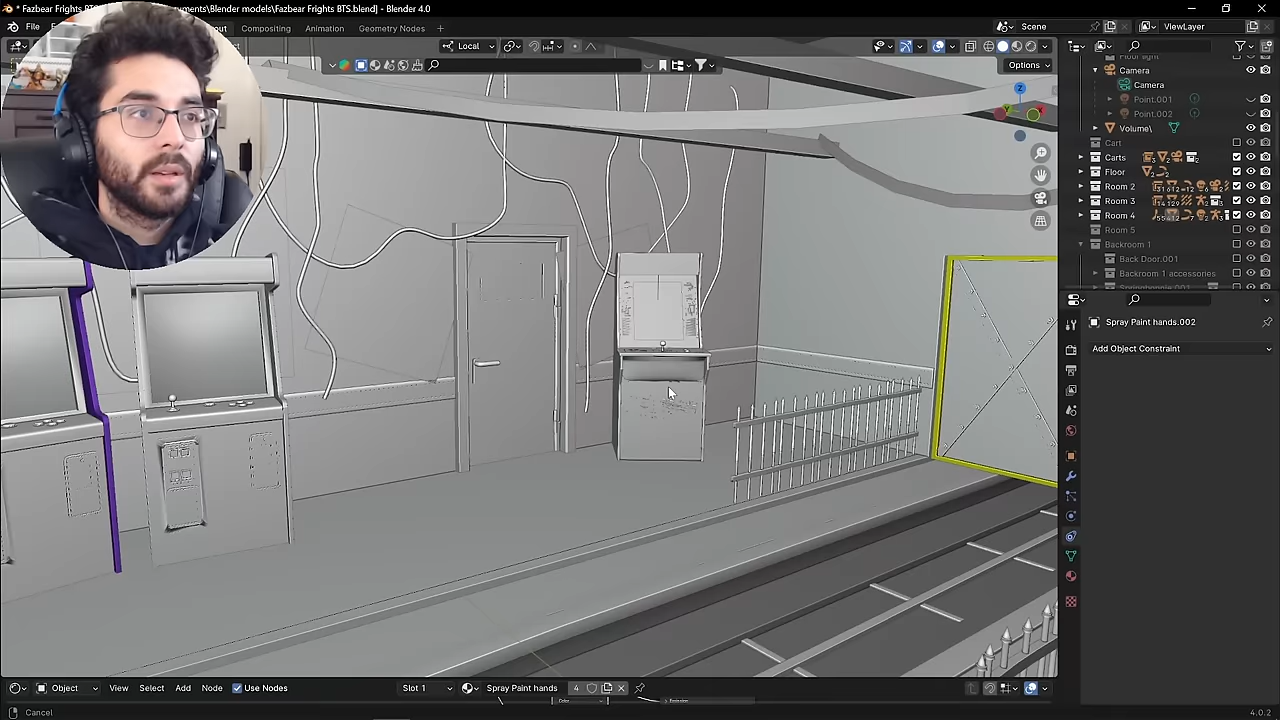 * Fazbear Frights
uments\Blender models\Fazbear Frights BTS.blend] - Blender 4.0
File
out
Compositing
Animation
Geometry Nodes
Scene
ViewLayer
Local
Options
Camera
Camera
Point.001
Point.002
Volume\
Cart
Carts
Floor
Room 2
Room 3
Room 4
Room 5
Backroom 1
Back Door.001
Backroom 1 accessories
Spray Paint hands.002
Add Object Constraint
Object
View
Select
Add
Node
Use Nodes
Slot 1
Spray Paint hands
4
Cancel
4.0.2